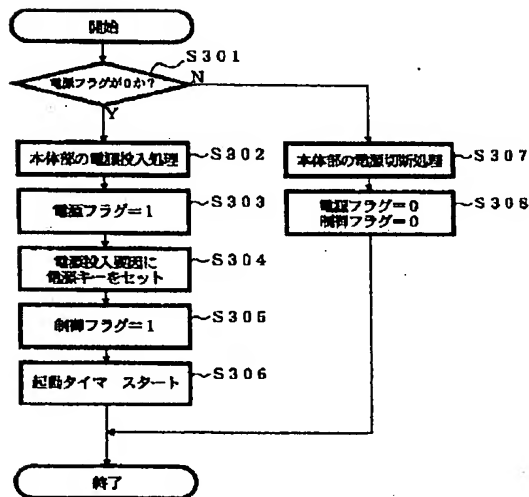 開始
S301
電源フラグが0か?
N
Y
本体部の電源投入処理
S302
電源フラグ=1
S303
電源投入要因に
電源キーをセット
S304
制御フラグ=1
S305
起動タイマ スタート
S306
本体部の電源切断処理
S307
電源フラグ=0
制御フラグ=0
S308
終了